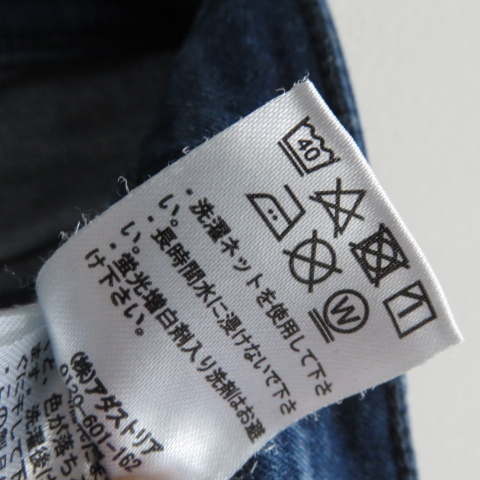 40
W
・洗濯ネットを使用して下さ
い。・長時間水に浸けないで下さ
い。・蛍光増白剤入り洗剤はお避
け下さい。
(株)アダストリア
0120-601-162